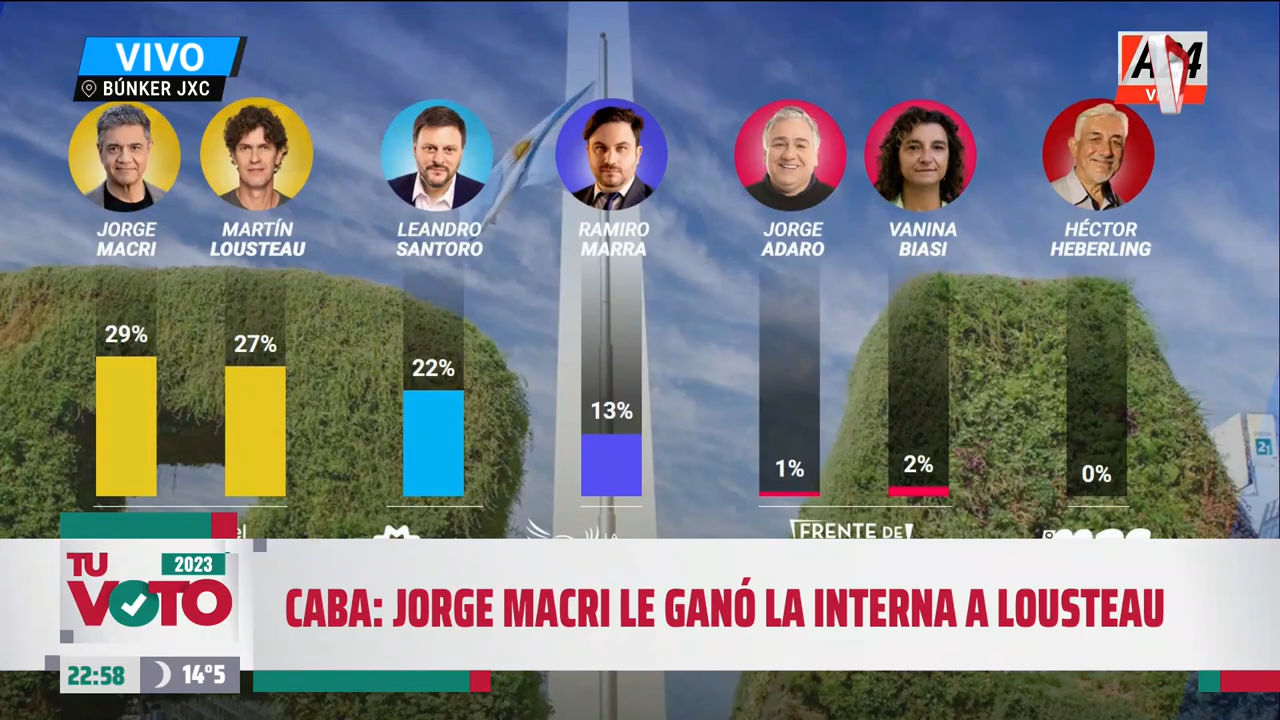 VIVO
BÚNKER JXC
A24
JORGE
MACRI
MARTÍN
LOUSTEAU
LEANDRO
SANTORO
RAMIRO
MARRA
JORGE
ADARO
VANINA
BIASI
HÉCTOR
HEBERLING
29%
27%
22%
13%
1%
2%
0%
FRENTE DE
TU
VOTO
2023
CABA: JORGE MACRI LE GANÓ LA INTERNA A LOUSTEAU
22:58
14°5